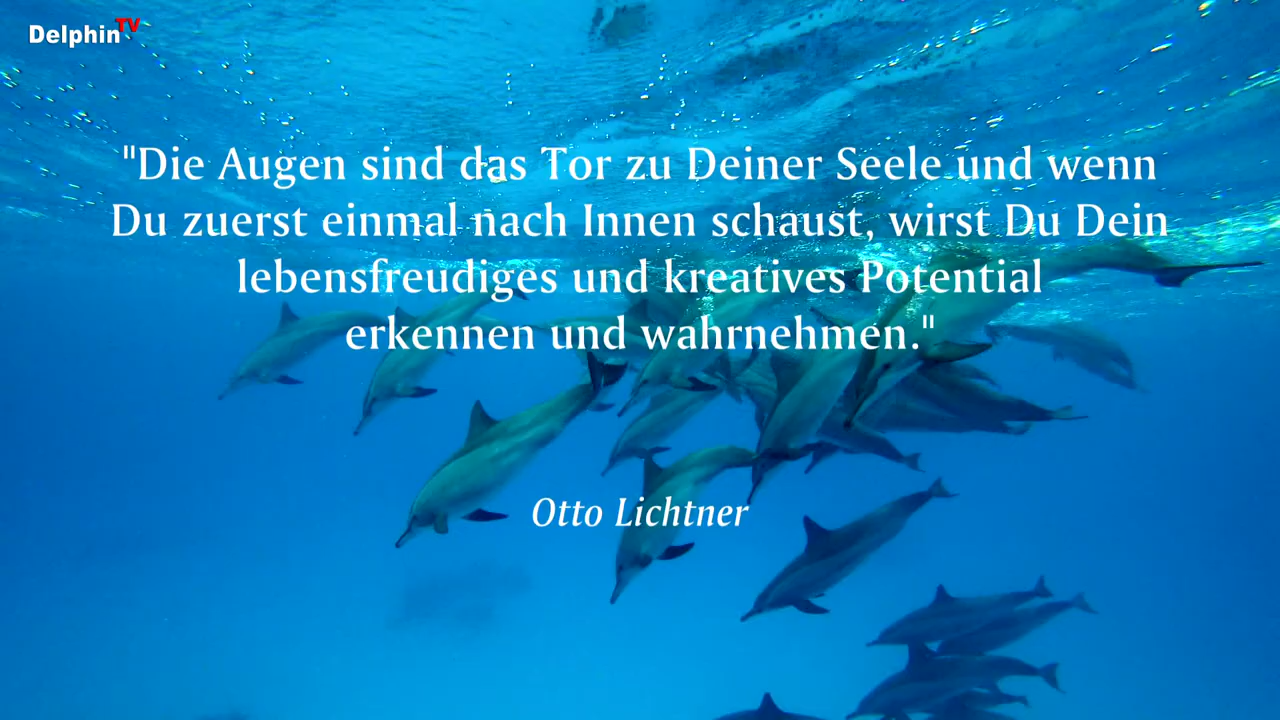 DelphinTV
"Die Augen sind das Tor zu Deiner Seele und wenn
Du zuerst einmal nach Innen schaust, wirst Du Dein
lebensfreudiges und kreatives Potential
erkennen und wahrnehmen."
Otto Lichtner